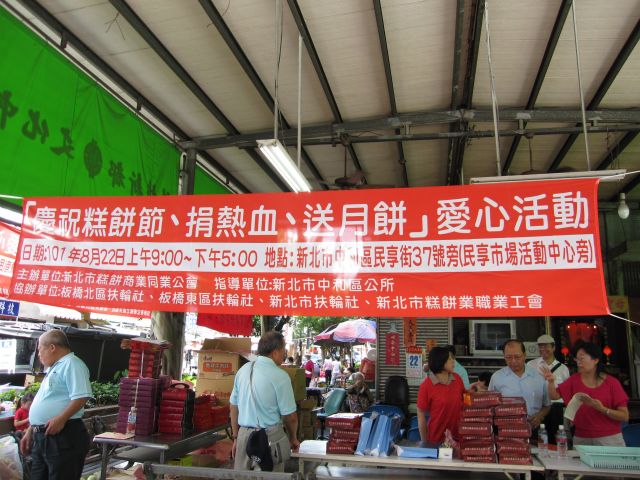 「慶祝糕餅節、捐熱血、送月餅」愛心活動
日期:101年8月22日上午9:00~下午5:00 地點:新北市中和區民享街37號旁(民享市場活動中心旁)
主辦單位:新北市糕餅商業同業公會 指導單位:新北市中和區公所
協辦單位:板橋北區扶輪社、板橋東區扶輪社、新北市扶輪社、新北市糕餅業職業工會
22